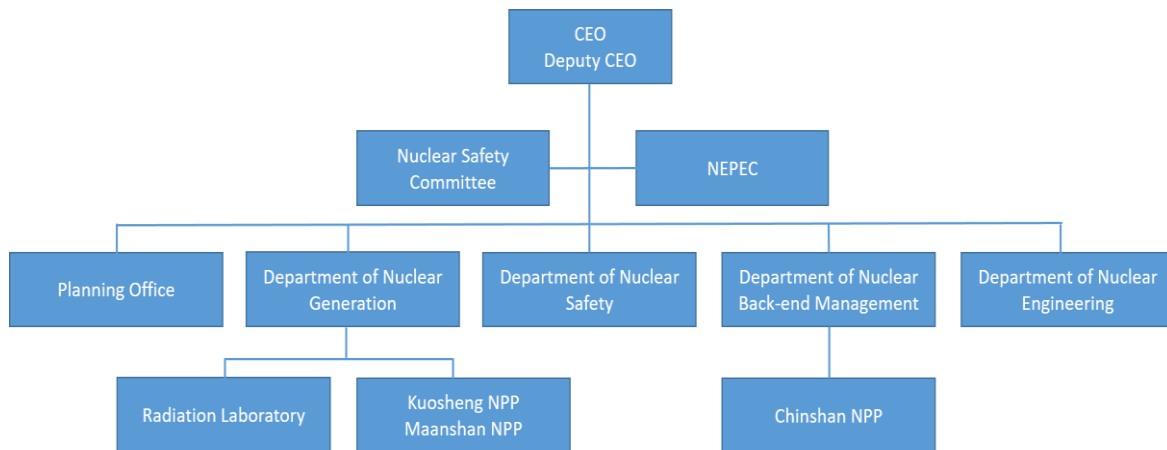 CEO
Deputy CEO
Nuclear Safety
Committee
NEPEC
Planning Office
Department of Nuclear
Generation
Department of Nuclear
Safety
Department of Nuclear
Back-end Management
Department of Nuclear
Engineering
Radiation Laboratory
Kuosheng NPP
Maanshan NPP
Chinshan NPP